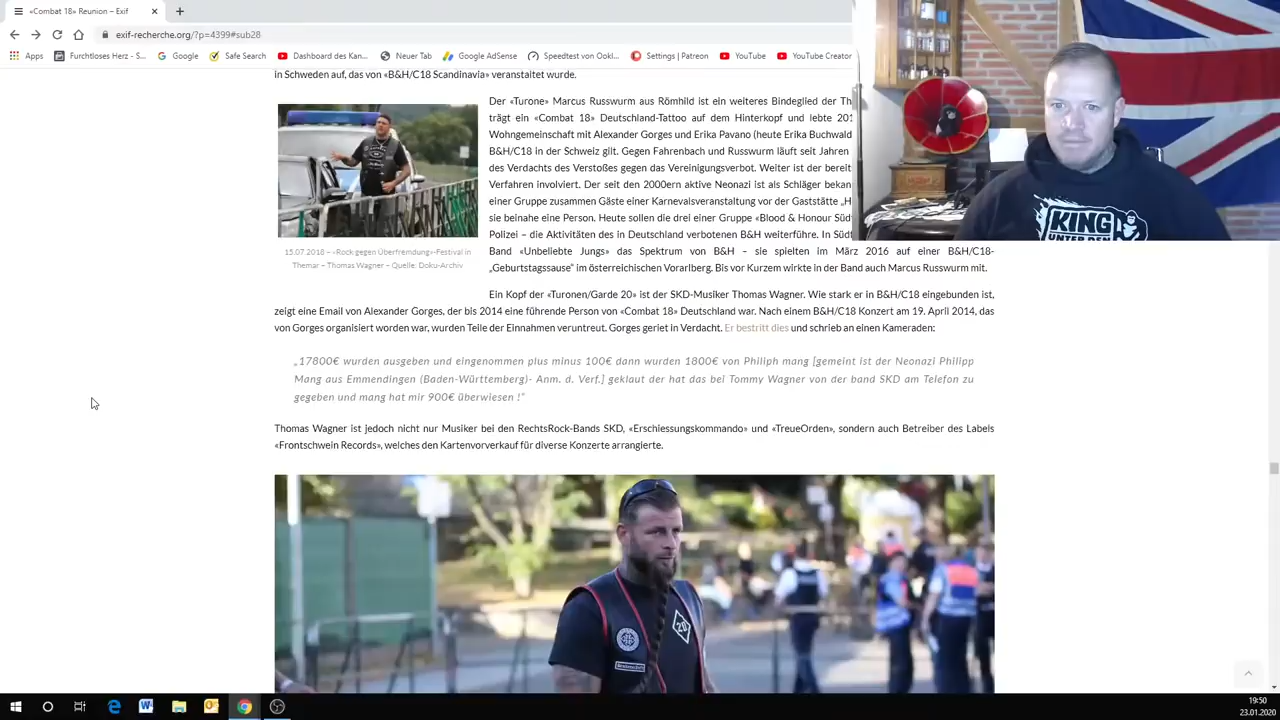 «Combat 18» Reunion – Exif
exif-recherche.org/?p=4399#sub28
Apps Furchtloses Herz - S... Google Safe Search Dashboard des Kan... Neuer Tab Google AdSense Speedtest von Ookl... Settings | Patreon YouTube YouTube Creator
in Schweden auf, das von «B&H/C18 Scandinavia» veranstaltet wurde.
Der «Turone» Marcus Russwurm aus Römhild ist ein weiteres Bindeglied der
trägt ein «Combat 18» Deutschland-Tattoo auf dem Hinterkopf und lebte
Wohngemeinschaft mit Alexander Gorges und Erika Pavano (heute Erika Buchwald
B&H/C18 in der Schweiz gilt. Gegen Fahrenbach und Russwurm läuft seit Jahren
des Verdachts des Verstoßes gegen das Vereinigungsverbot. Weiter ist der bereit
Verfahren involviert. Der seit den 2000ern aktive Neonazi ist als Schläger bekan
einer Gruppe zusammen Gäste einer Karnevalsveranstaltung vor der Gaststätte
sie beinahe eine Person. Heute sollen die drei einer Gruppe «Blood & Honour Süd
Polizei – die Aktivitäten des in Deutschland verbotenen B&H weiterführe. In Südt
Band «Unbeliebte Jungs» das Spektrum von B&H – sie spielten im März 2016 auf einer B&H/C18-
„Geburtstagssause“ im österreichischen Vorarlberg. Bis vor Kurzem wirkte in der Band auch Marcus Russwurm mit.
15.07.2018 – «Rock gegen Überfremdung»-Festival in
Themar – Thomas Wagner – Quelle: Doku-Archiv
Ein Kopf der «Turonen/Garde 20» ist der SKD-Musiker Thomas Wagner. Wie stark er in B&H/C18 eingebunden ist,
zeigt eine Email von Alexander Gorges, der bis 2014 eine führende Person von «Combat 18» Deutschland war. Nach einem B&H/C18 Konzert am 19. April 2014, das
von Gorges organisiert worden war, wurden Teile der Einnahmen veruntreut. Gorges geriet in Verdacht. Er bestritt dies und schrieb an einen Kameraden:
„17800€ wurden ausgeben und eingenommen plus minus 100€ dann wurden 1800€ von Philiph mang [gemeint ist der Neonazi Philipp
Mang aus Emmendingen (Baden-Württemberg)- Anm. d. Verf.] geklaut der hat das bei Tommy Wagner von der band SKD am Telefon zu
gegeben und mang hat mir 900€ überwiesen !“
Thomas Wagner ist jedoch nicht nur Musiker bei den RechtsRock-Bands SKD, «Erschiessungskommando» und «TreueOrden», sondern auch Betreiber des Labels
«Frontschwein Records», welches den Kartenvorverkauf für diverse Konzerte arrangierte.
KING
UNTER DEN
20
19:50
23.01.2020